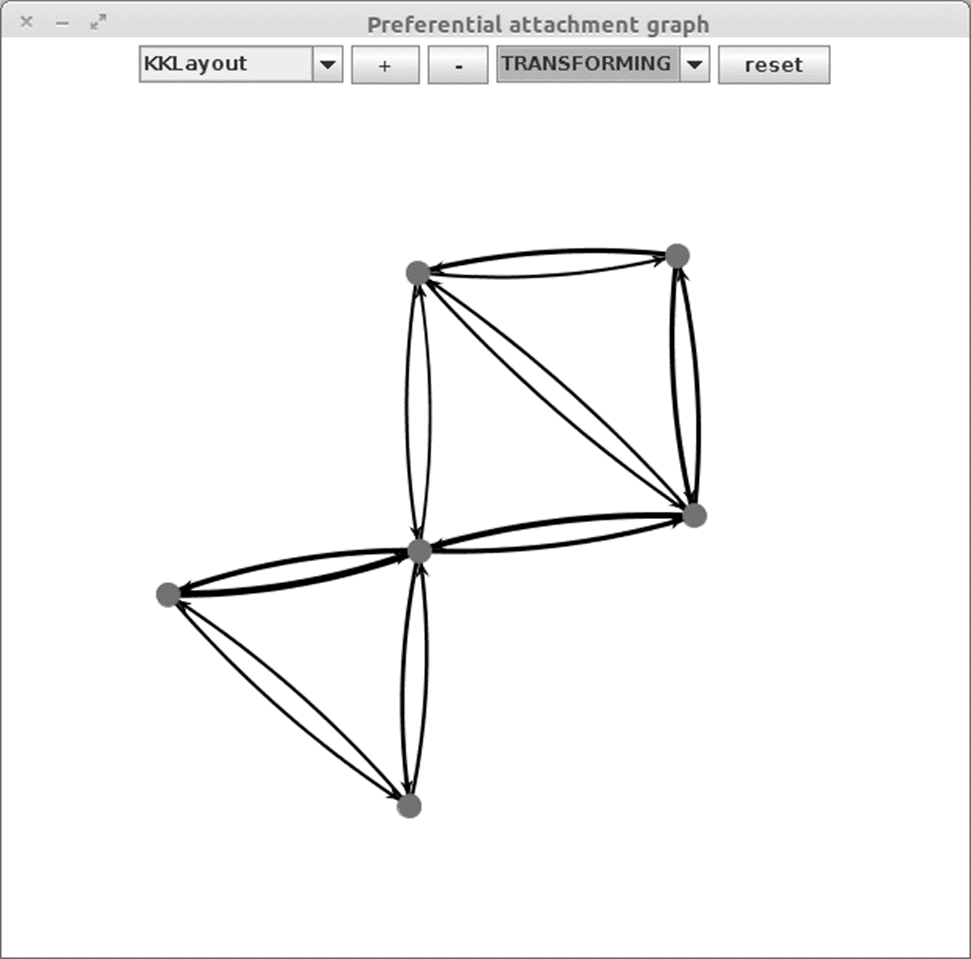 Preferential attachment graph
KKLayout + - TRANSFORMING reset